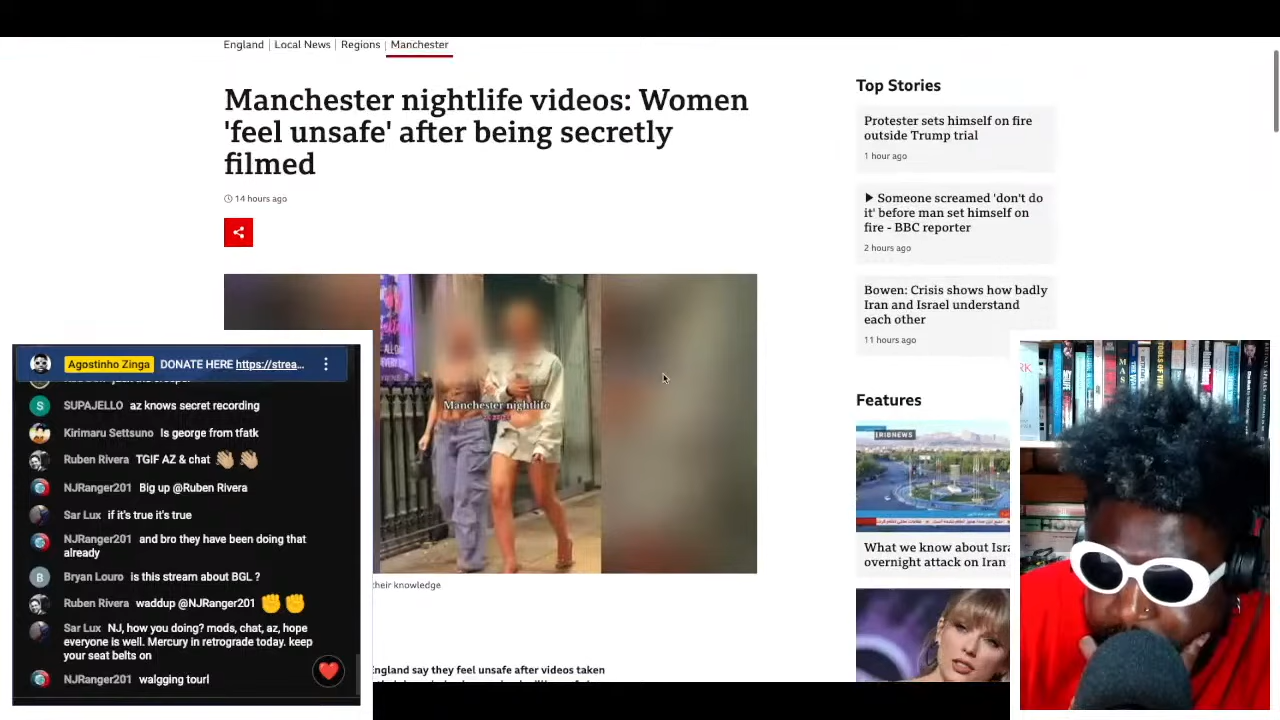 England | Local News | Regions | Manchester
Manchester nightlife videos: Women
'feel unsafe' after being secretly
filmed
14 hours ago
Manchester nightlife
their knowledge
England say they feel unsafe after videos taken
Top Stories
Protester sets himself on fire
outside Trump trial
1 hour ago
Someone screamed 'don't do
it' before man set himself on
fire - BBC reporter
2 hours ago
Bowen: Crisis shows how badly
Iran and Israel understand
each other
11 hours ago
Features
IRIBNEWS
What we know about Isra
overnight attack on Iran
Agostinho Zinga DONATE HERE https://strea...
S SUPAJELLO az knows secret recording
Kirimaru Settsuno Is george from tfatk
Ruben Rivera TGIF AZ & chat 👋🏽 👋🏽
NJRanger201 Big up @Ruben Rivera
Sar Lux if it's true it's true
NJRanger201 and bro they have been doing that
already
B Bryan Louro is this stream about BGL ?
Ruben Rivera waddup @NJRanger201 ✊ ✊
Sar Lux NJ, how you doing? mods, chat, az, hope
everyone is well. Mercury in retrograde today. keep
your seat belts on
NJRanger201 walgging tourl